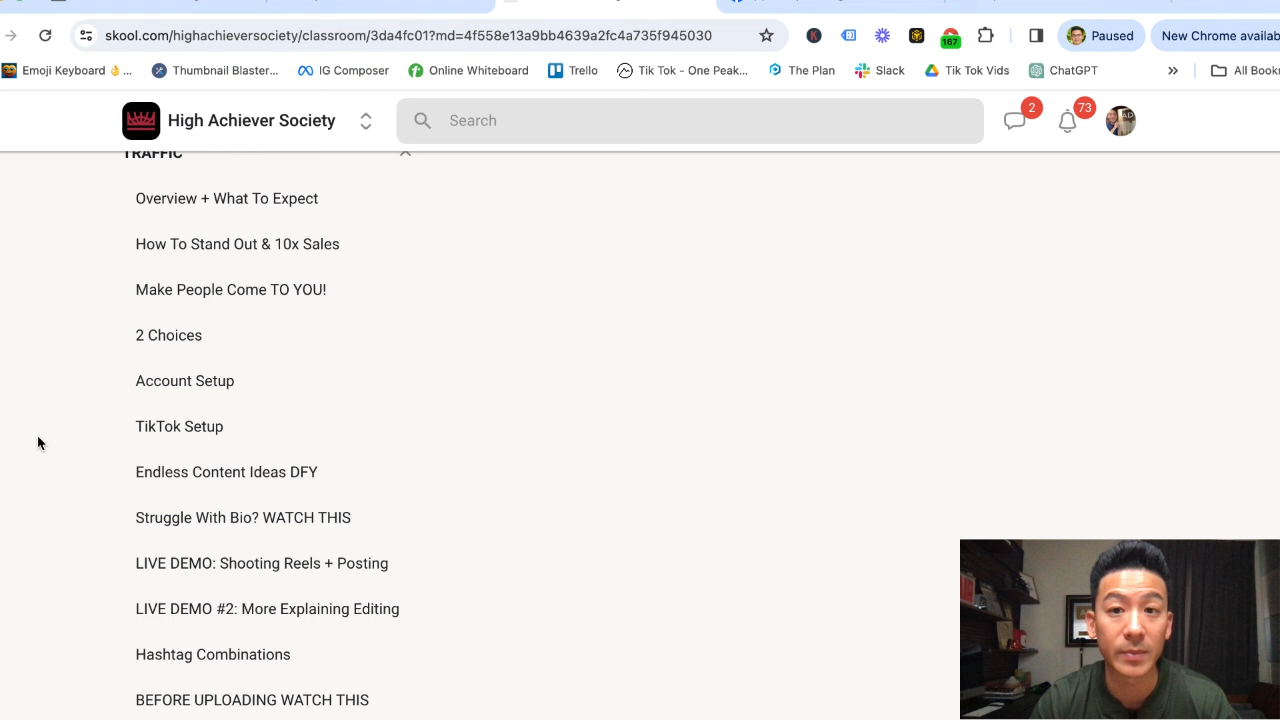 skool.com/highachieversociety/classroom/3da4fc01?md=4f558e13a9bb4639a2fc4a735f945030
167
Paused
New Chrome availab
Emoji Keyboard 👌 ...
Thumbnail Blaster...
IG Composer
Online Whiteboard
Trello
Tik Tok - One Peak...
The Plan
Slack
Tik Tok Vids
ChatGPT
»
All Book
High Achiever Society
Search
2
73
TRAFFIC
Overview + What To Expect
How To Stand Out & 10x Sales
Make People Come TO YOU!
2 Choices
Account Setup
TikTok Setup
Endless Content Ideas DFY
Struggle With Bio? WATCH THIS
LIVE DEMO: Shooting Reels + Posting
LIVE DEMO #2: More Explaining Editing
Hashtag Combinations
BEFORE UPLOADING WATCH THIS